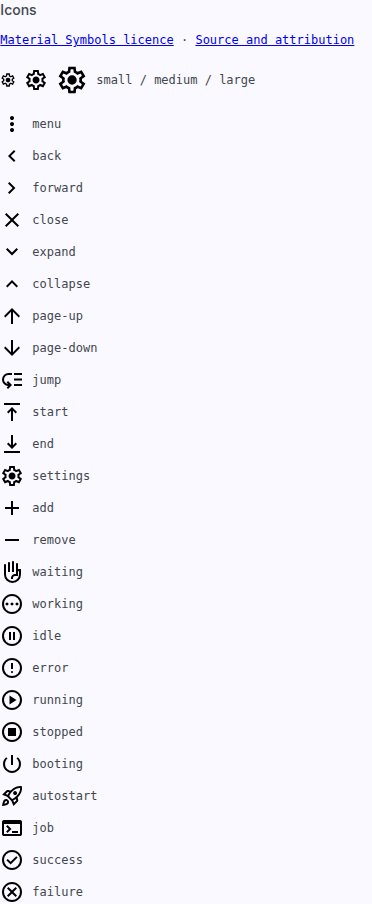 Icons
Material Symbols licence · Source and attribution
small / medium / large
menu
back
forward
close
expand
collapse
page-up
page-down
jump
start
end
settings
add
remove
waiting
working
idle
error
running
stopped
booting
autostart
job
success
failure